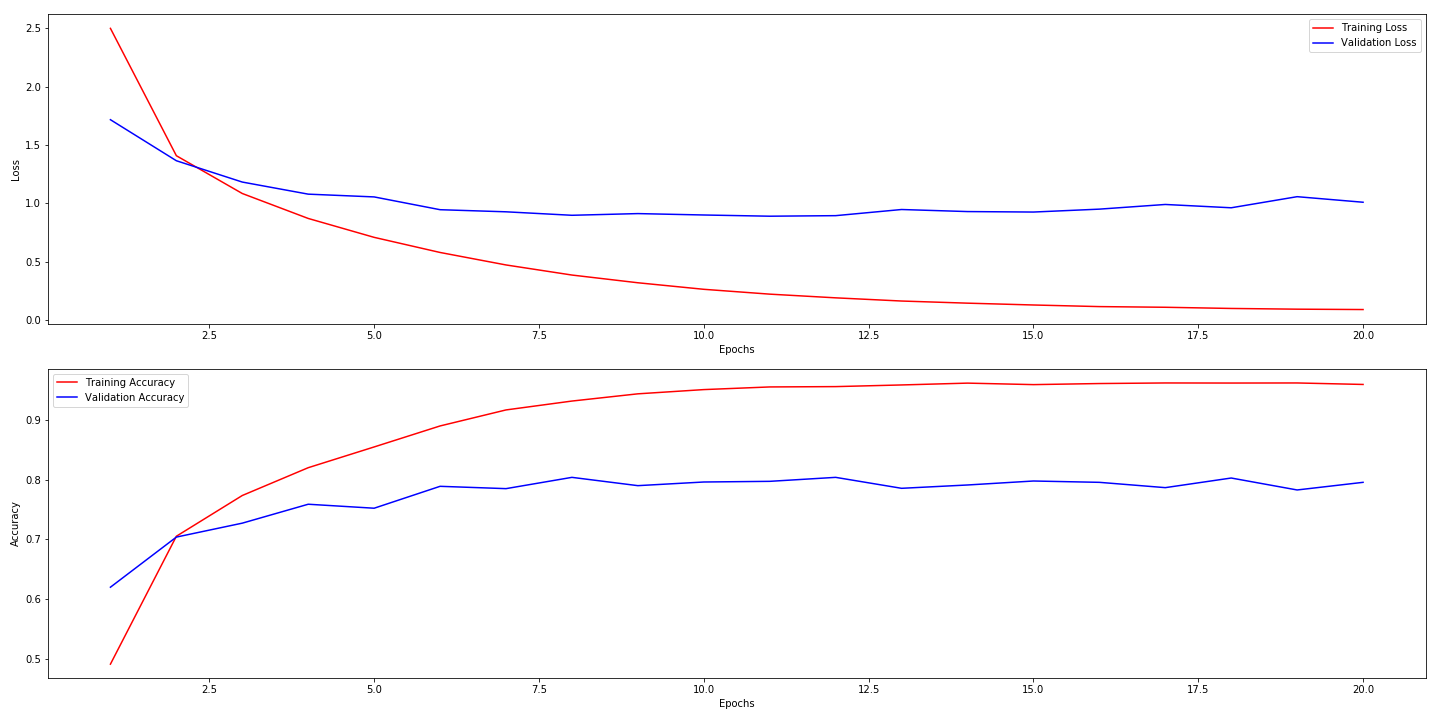 2.5
2.0
1.5
1.0
0.5
0.0
Loss
Training Loss
Validation Loss
2.5 5.0 7.5 10.0 12.5 15.0 17.5 20.0
Epochs
Training Accuracy
Validation Accuracy
0.9
0.8
0.7
0.6
0.5
Accuracy
2.5 5.0 7.5 10.0 12.5 15.0 17.5 20.0
Epochs